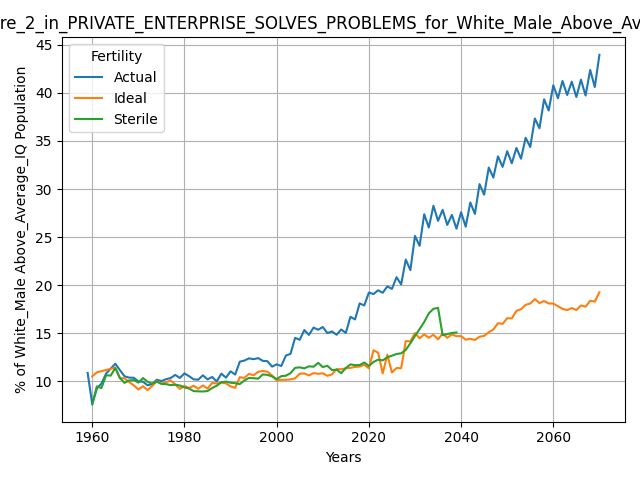 re_2_in_PRIVATE_ENTERPRISE_SOLVES_PROBLEMS_for_White_Male_Above_Av
Fertility
Actual
Ideal
Sterile
% of White_Male Above_Average_IQ Population
45
40
35
30
25
20
15
10
1960
1980
2000
2020
2040
2060
Years